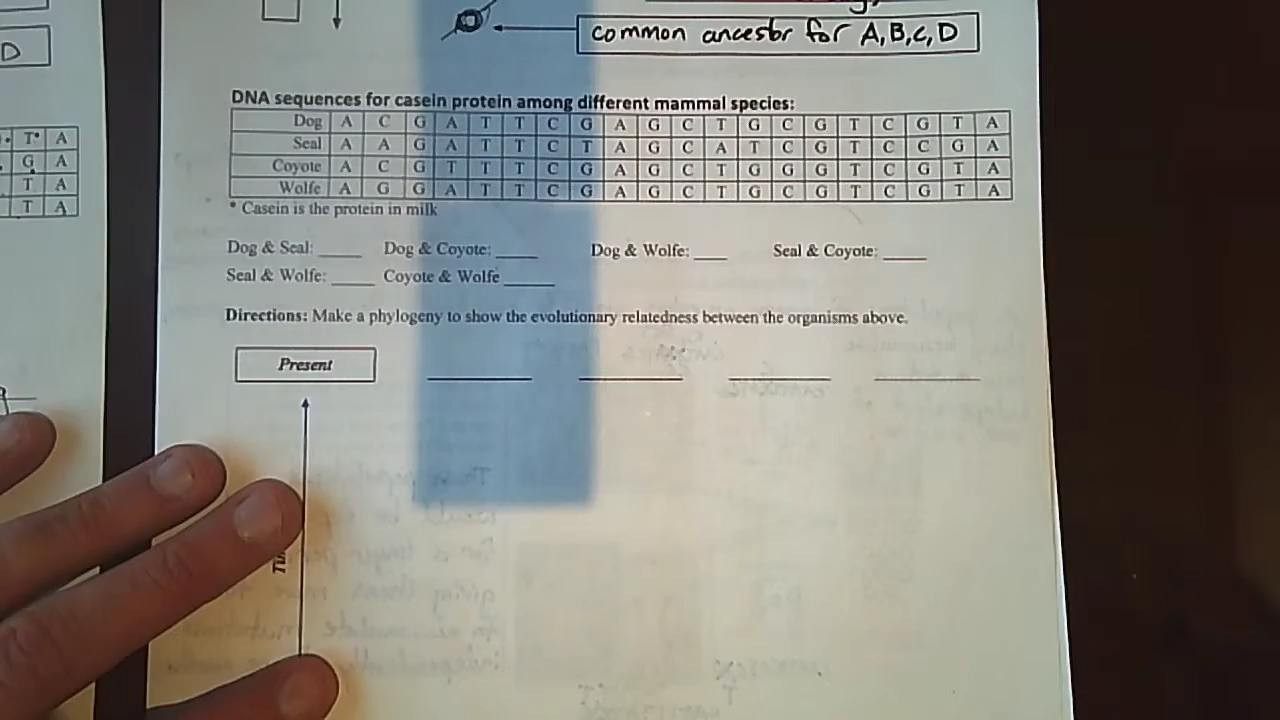 common ancestor for A, B, C, D
D
DNA sequences for casein protein among different mammal species:
Dog A C G A T T C G A G C T G C G T C G T A
Seal A A G A T T C T A G C A T C G T C C G A
Coyote A C G T T T C G A G C T G G G T C G T A
Wolfe A G G A T T C G A G C T G C G T C G T A
* Casein is the protein in milk
T A
G A
T A
T A
Dog & Seal: ____ Dog & Coyote: ____ Dog & Wolfe: ____ Seal & Coyote: ____
Seal & Wolfe: ____ Coyote & Wolfe ____
Directions: Make a phylogeny to show the evolutionary relatedness between the organisms above.
Present